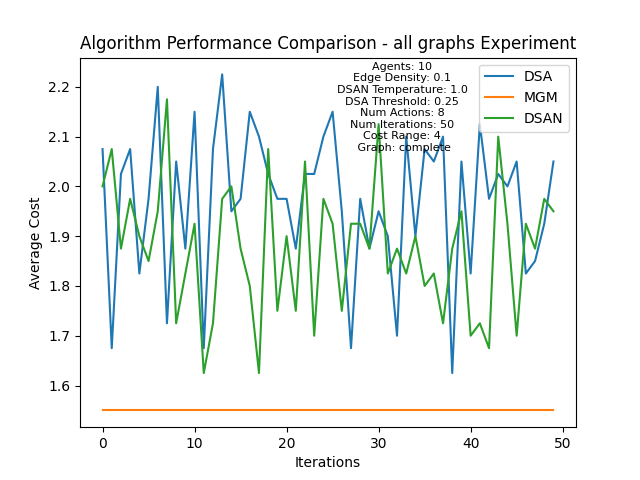 Algorithm Performance Comparison - all graphs Experiment
Agents: 10
Edge Density: 0.1
DSAN Temperature: 1.0
DSA Threshold: 0.25
Num Actions: 8
Num Iterations: 50
Cost Range: 4
Graph: complete
DSA
MGM
DSAN
Average Cost
2.2
2.1
2.0
1.9
1.8
1.7
1.6
0
10
20
30
40
50
Iterations